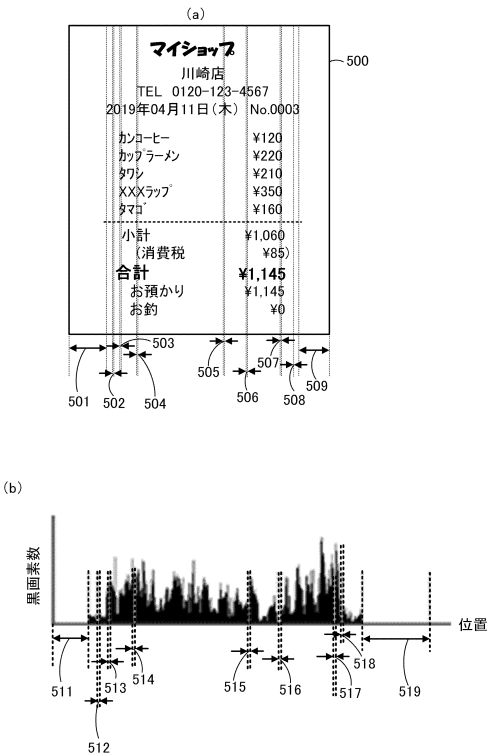 (a)
マイショップ
500
川崎店
TEL 0120-123-4567
2019年04月11日(木) No.0003
カンコーヒー ¥120
カップラーメン ¥220
タワシ ¥210
XXXラップ ¥350
タマゴ ¥160
小計 ¥1,060
(消費税 ¥85)
合計 ¥1,145
お預かり ¥1,145
お釣 ¥0
501
502
503
504
505
506
507
508
509
(b)
黒画素数
位置
511
512
513
514
515
516
517
518
519